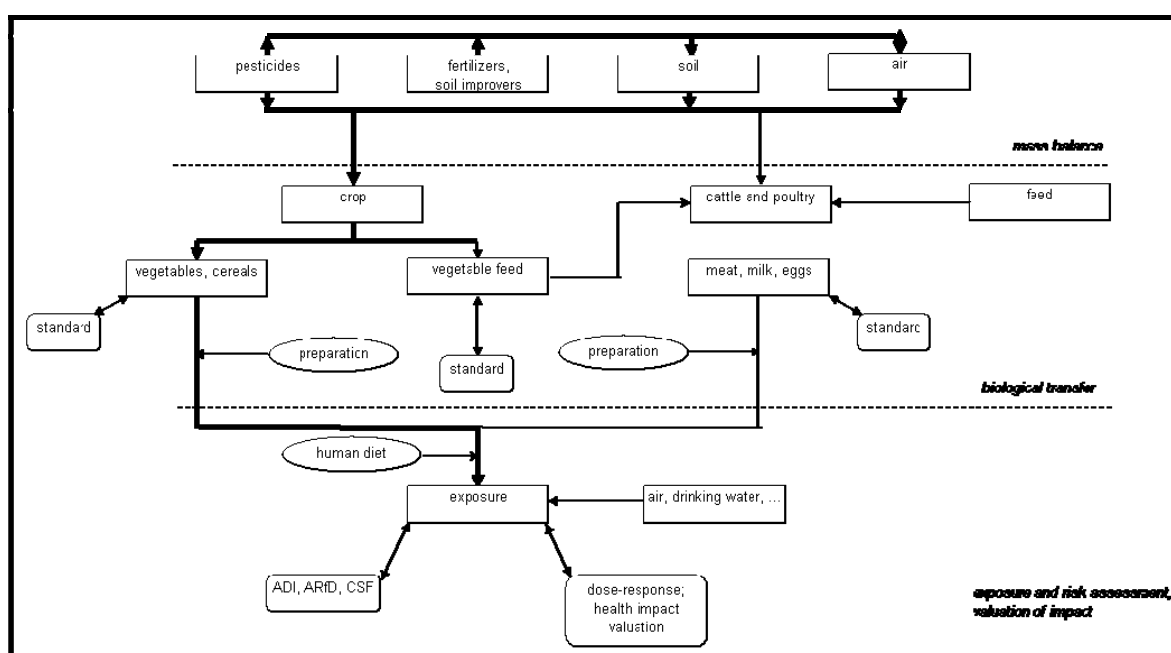 pesticides
fertilizers,
soil improvers
soil
air
mass balance
crop
cattle and poultry
feed
vegetables, cereals
vegetable feed
meat, milk, eggs
standard
standard
preparation
preparation
standard
biological transfer
human diet
exposure
air, drinking water, ...
ADI, ARfD, CSF
dose-response;
health impact
valuation
exposure and risk assessment,
valuation of impact